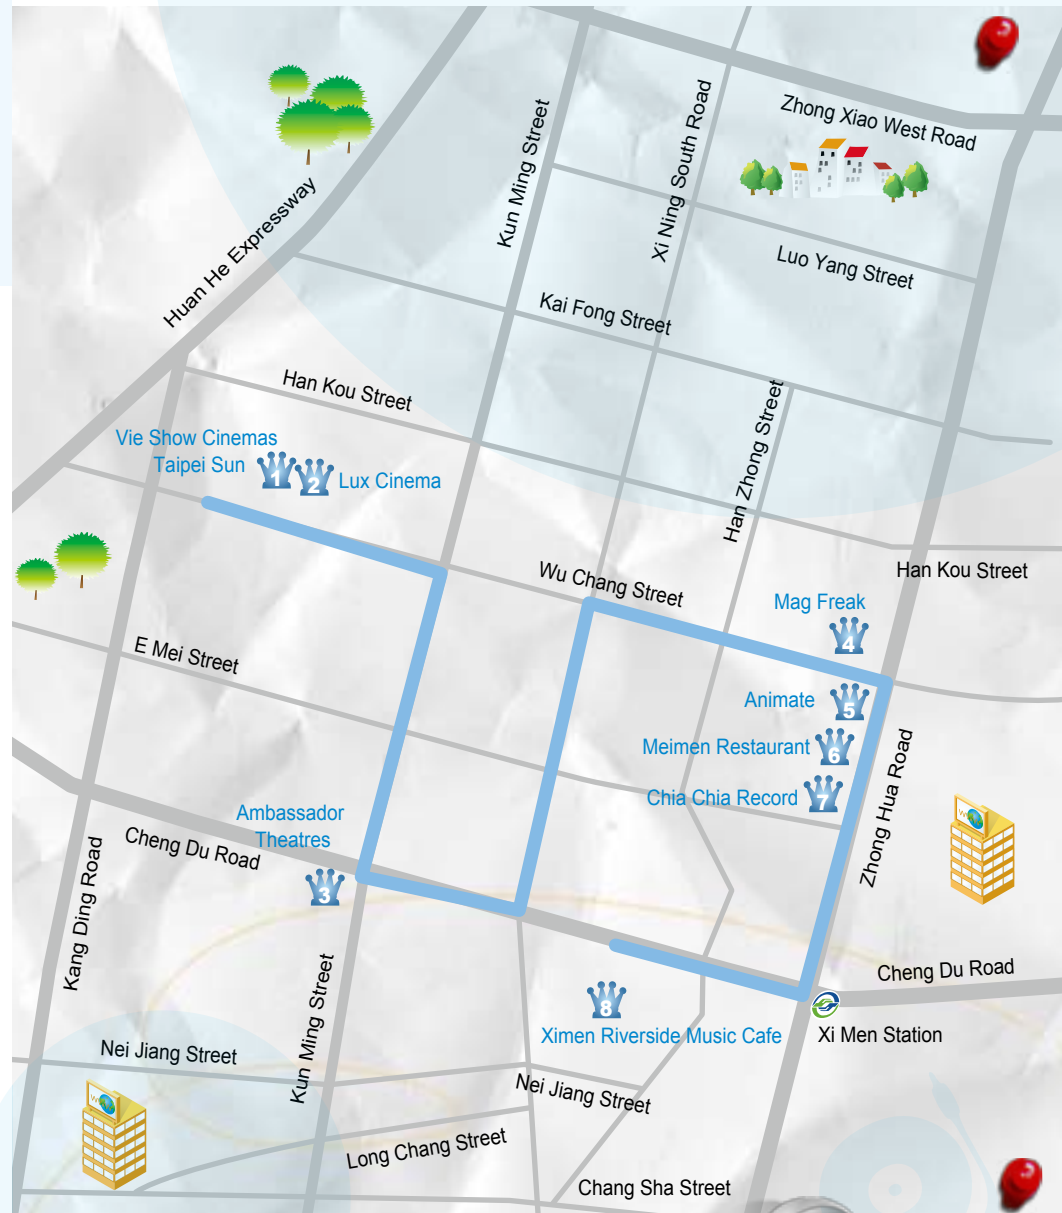 Zhong Xiao West Road
Kun Ming Street
Xi Ning South Road
Huan He Expressway
Luo Yang Street
Kai Fong Street
Han Kou Street
Han Zhong Street
Vie Show Cinemas
Taipei Sun
1
2
Lux Cinema
Wu Chang Street
Han Kou Street
Mag Freak
4
E Mei Street
Animate
5
Meimen Restaurant
6
Chia Chia Record
7
Zhong Hua Road
Ambassador
Theatres
3
Cheng Du Road
Kang Ding Road
Cheng Du Road
8
Ximen Riverside Music Cafe
Xi Men Station
Kun Ming Street
Nei Jiang Street
Nei Jiang Street
Long Chang Street
Chang Sha Street